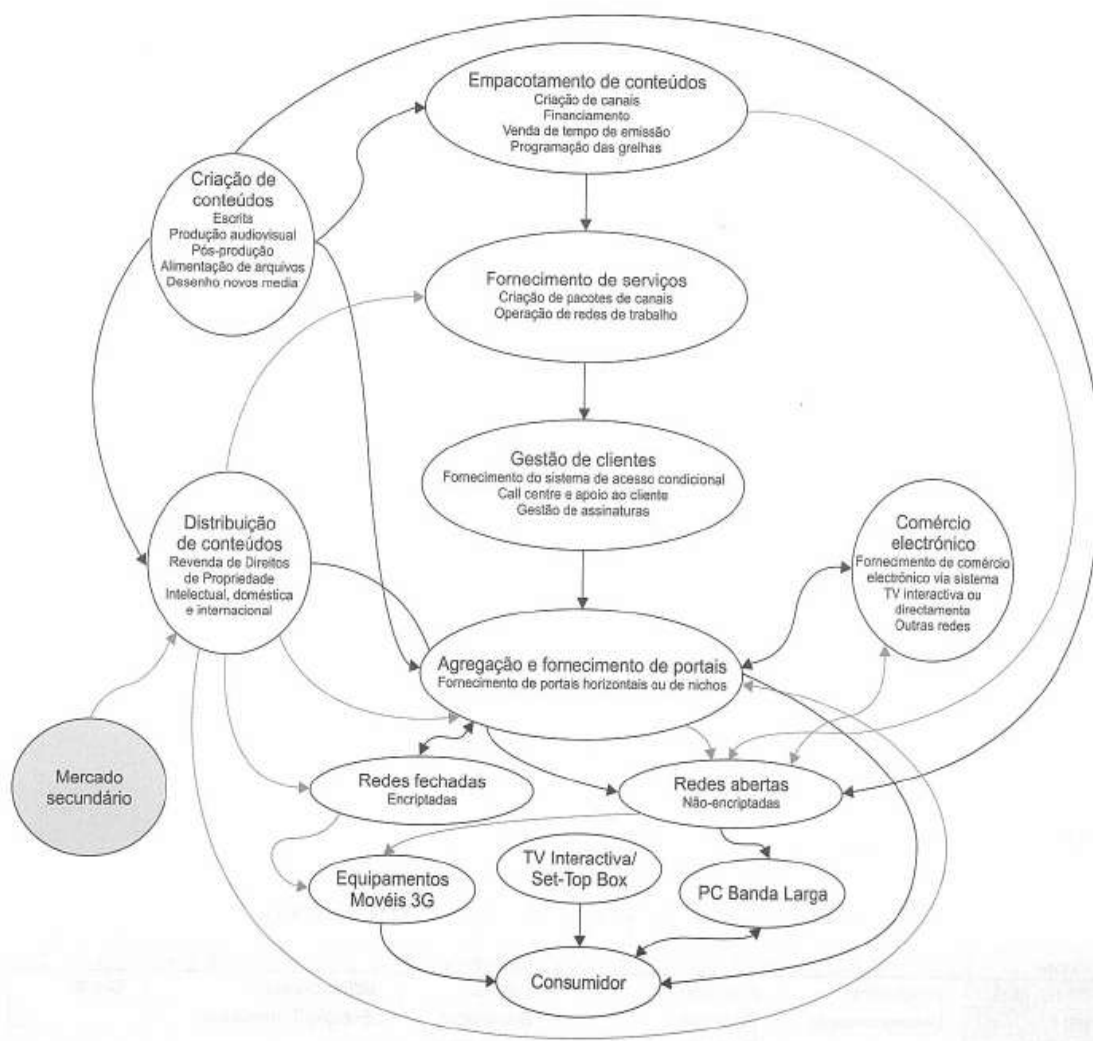 Empacotamento de conteúdos
Criação de canais
Financiamento
Venda de tempo de emissão
Programação das grelhas
Criação de
conteúdos
Escrita
Produção audiovisual
Pós-produção
Alimentação de arquivos
Desenho novos media
Fornecimento de serviços
Criação de pacotes de canais
Operação de redes de trabalho
Gestão de clientes
Fornecimento do sistema de acesso condicional
Call centre e apoio ao cliente
Gestão de assinaturas
Distribuição
de conteúdos
Revenda de Direitos
de Propriedade
Intelectual, doméstica
e internacional
Comércio
electrónico
Fornecimento de comércio
electrónico via sistema
TV interactiva ou
directamente
Outras redes
Agregação e fornecimento de portais
Fornecimento de portais horizontais ou de nichos
Mercado
secundário
Redes fechadas
Encriptadas
Redes abertas
Não-encriptadas
Equipamentos
Movéis 3G
TV Interactiva/
Set-Top Box
PC Banda Larga
Consumidor